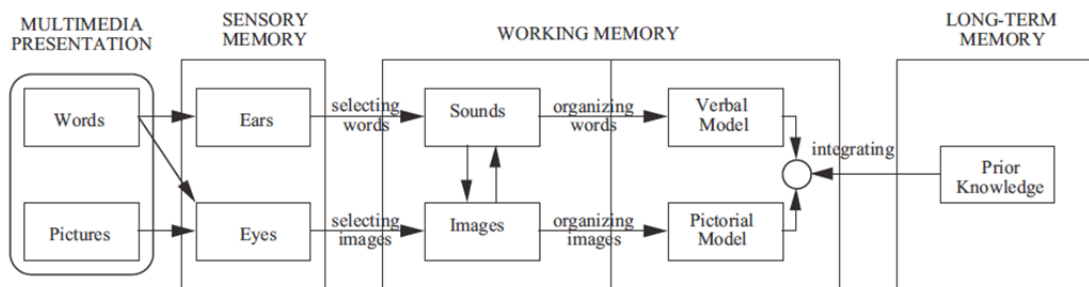 MULTIMEDIA
PRESENTATION
SENSORY
MEMORY
WORKING MEMORY
LONG-TERM
MEMORY
Words
Ears
selecting
words
Sounds
organizing
words
Verbal
Model
integrating
Prior
Knowledge
Pictures
Eyes
selecting
images
Images
organizing
images
Pictorial
Model